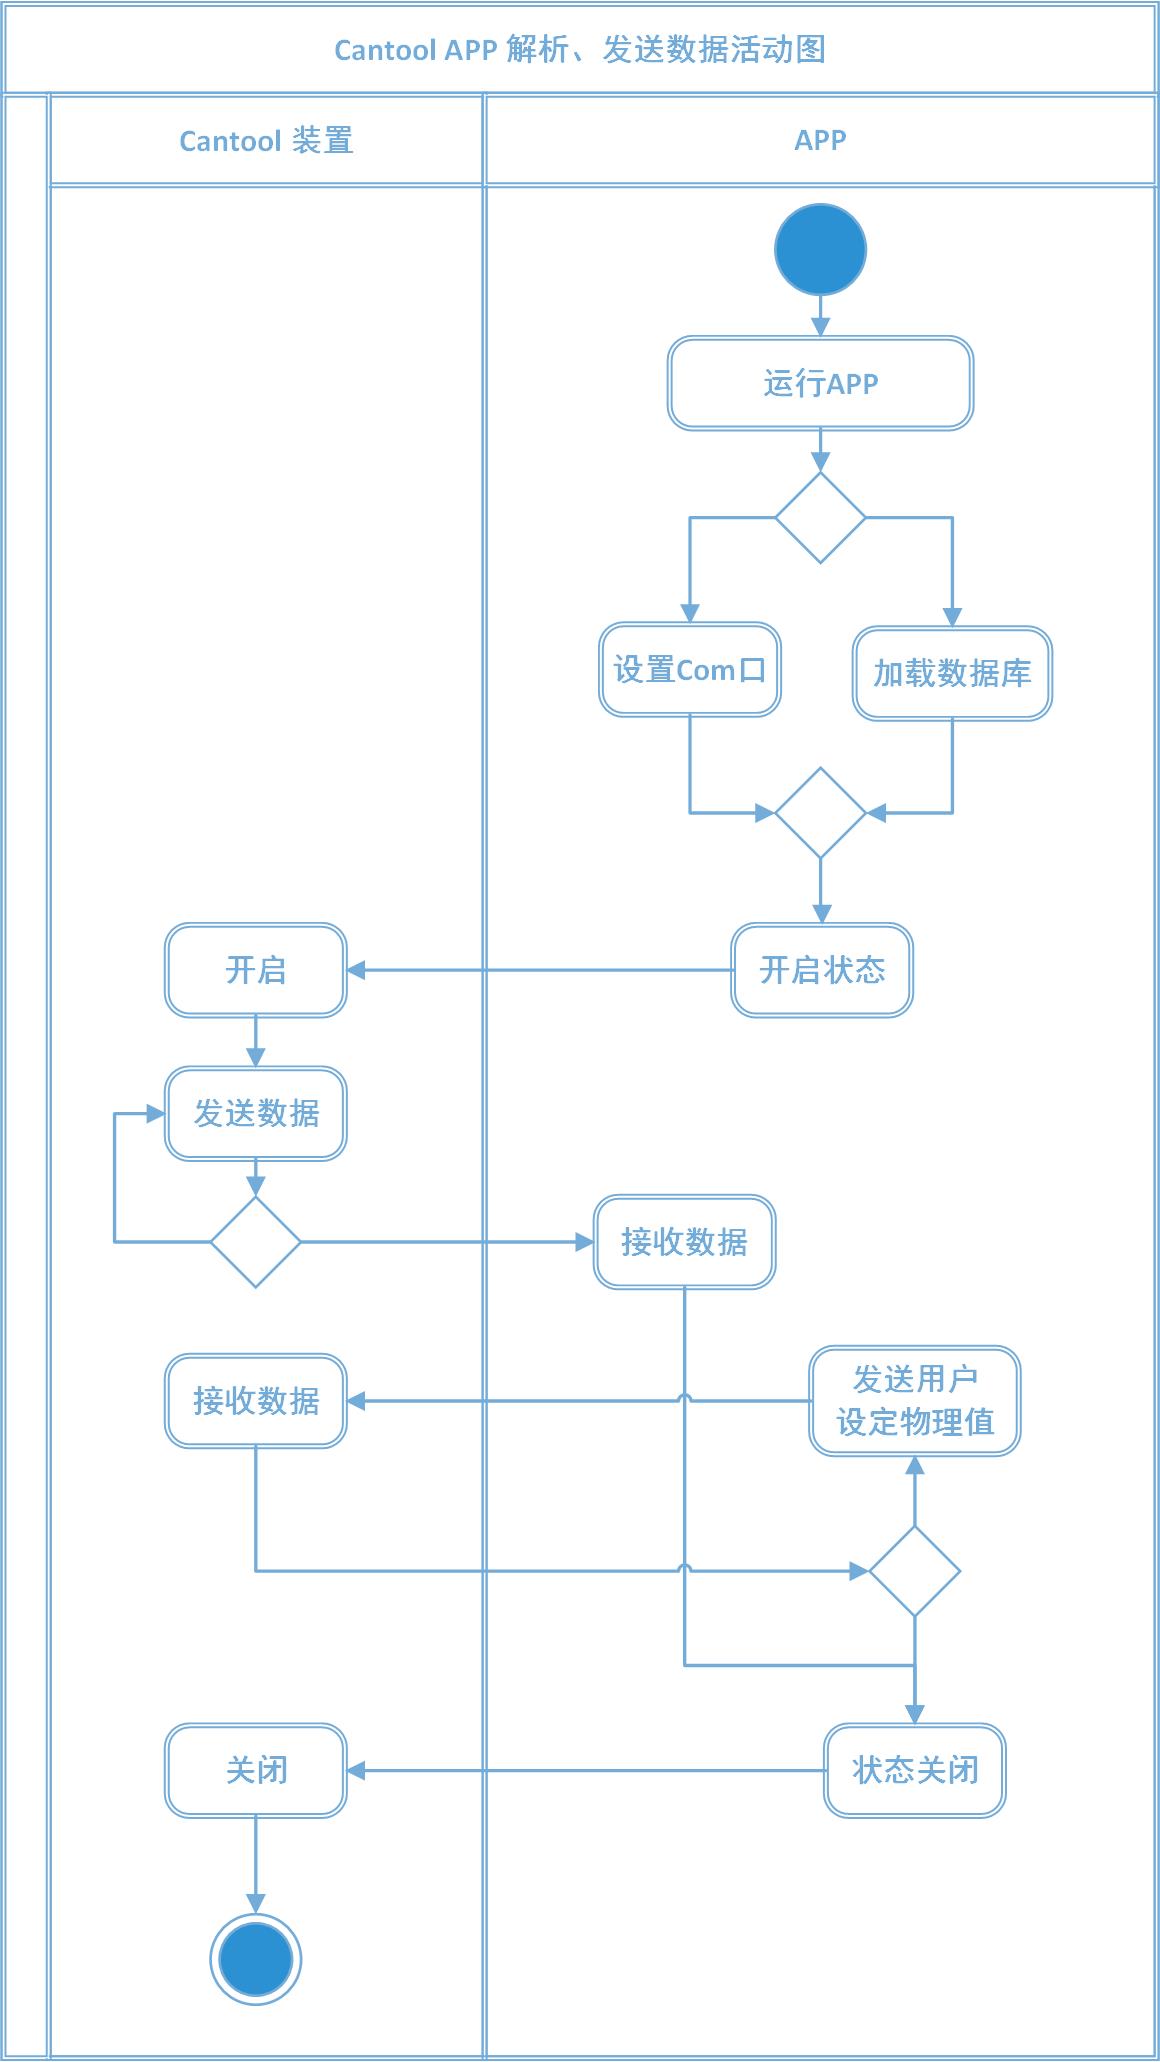 Cantool APP 解析、发送数据活动图
Cantool 装置
APP
运行APP
设置Com口
加载数据库
开启
开启状态
发送数据
接收数据
接收数据
发送用户
设定物理值
关闭
状态关闭